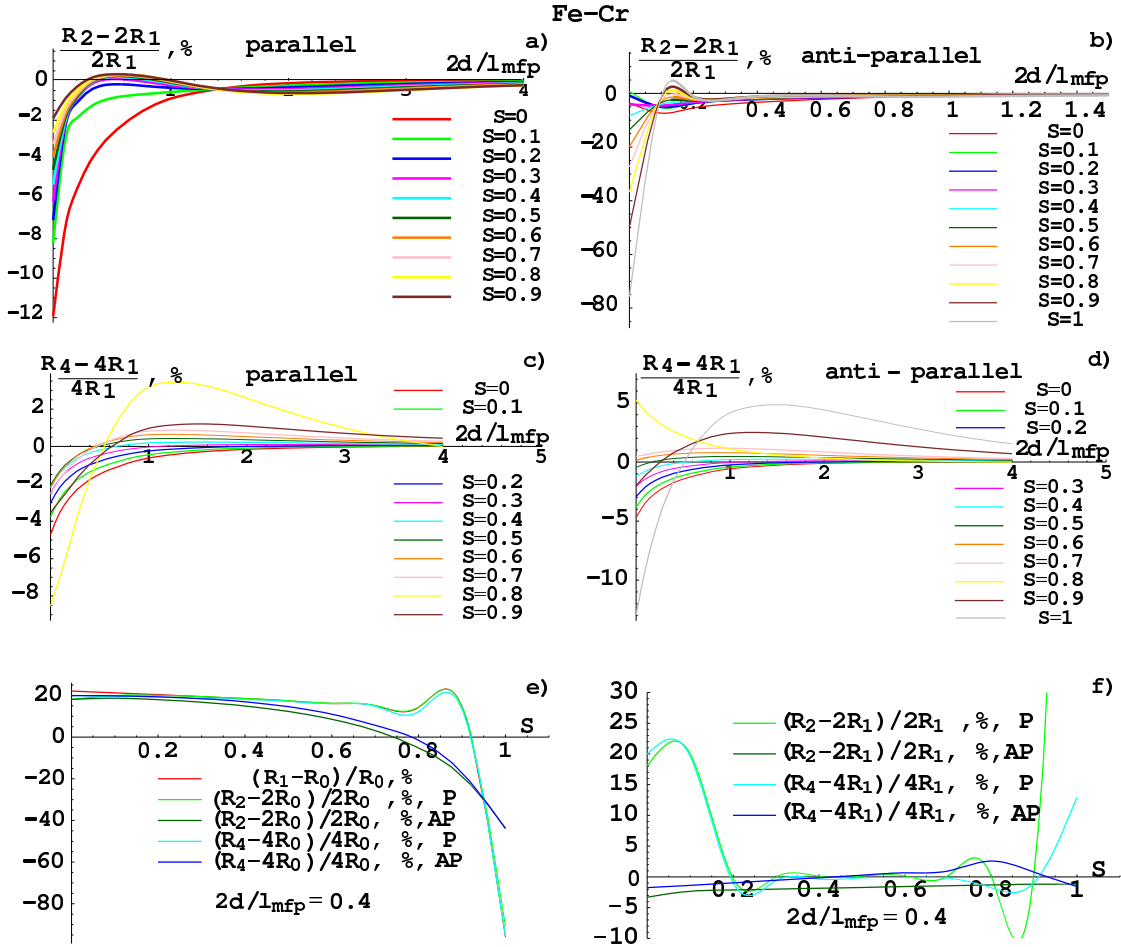 Fe-Cr
a)
(R2-2R1)/2R1, %
parallel
2d/lmfp
0
-2
-4
-6
-8
-10
-12
1
2
3
4
S=0
S=0.1
S=0.2
S=0.3
S=0.4
S=0.5
S=0.6
S=0.7
S=0.8
S=0.9
b)
(R2-2R1)/2R1, %
anti-parallel
2d/lmfp
0
-20
-40
-60
-80
0.2
0.4
0.6
0.8
1
1.2
1.4
S=0
S=0.1
S=0.2
S=0.3
S=0.4
S=0.5
S=0.6
S=0.7
S=0.8
S=0.9
S=1
c)
(R4-4R1)/4R1, %
parallel
2
0
-2
-4
-6
-8
1
2
3
4
5
S=0
S=0.1
2d/lmfp
S=0.2
S=0.3
S=0.4
S=0.5
S=0.6
S=0.7
S=0.8
S=0.9
d)
(R4-4R1)/4R1, %
anti-parallel
5
0
-5
-10
1
2
3
4
5
S=0
S=0.1
S=0.2
2d/lmfp
S=0.3
S=0.4
S=0.5
S=0.6
S=0.7
S=0.8
S=0.9
S=1
e)
S
20
0
-20
-40
-60
-80
0.2
0.4
0.6
0.8
1
(R1-R0)/R0,%
(R2-2R0)/2R0 ,%, P
(R2-2R0)/2R0, %,AP
(R4-4R0)/4R0, %, P
(R4-4R0)/4R0, %, AP
2d/lmfp=0.4
f)
30
25
20
15
10
5
0
-5
-10
(R2-2R1)/2R1 ,%, P
(R2-2R1)/2R1, %,AP
(R4-4R1)/4R1, %, P
(R4-4R1)/4R1, %,AP
S
0.2
0.4
0.6
0.8
1
2d/lmfp=0.4